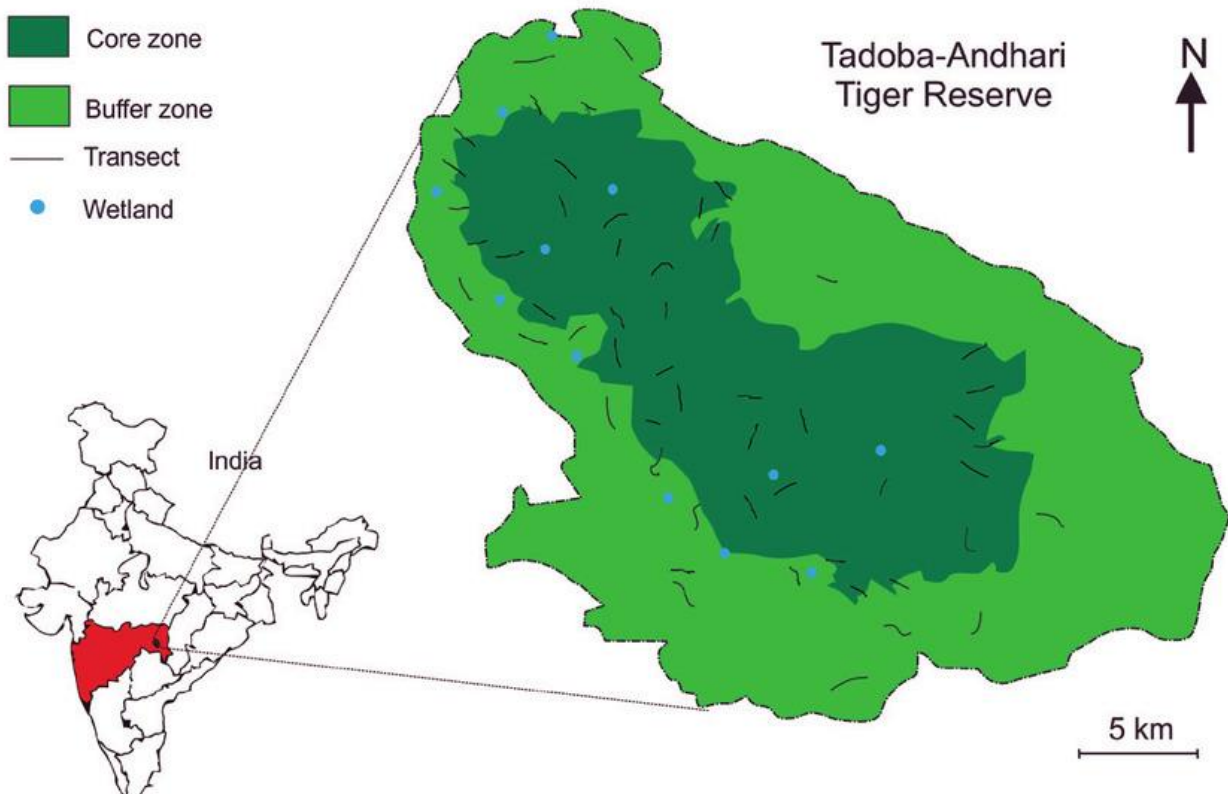 Core zone
Buffer zone
Transect
Wetland
Tadoba-Andhari
Tiger Reserve
N
India
5 km